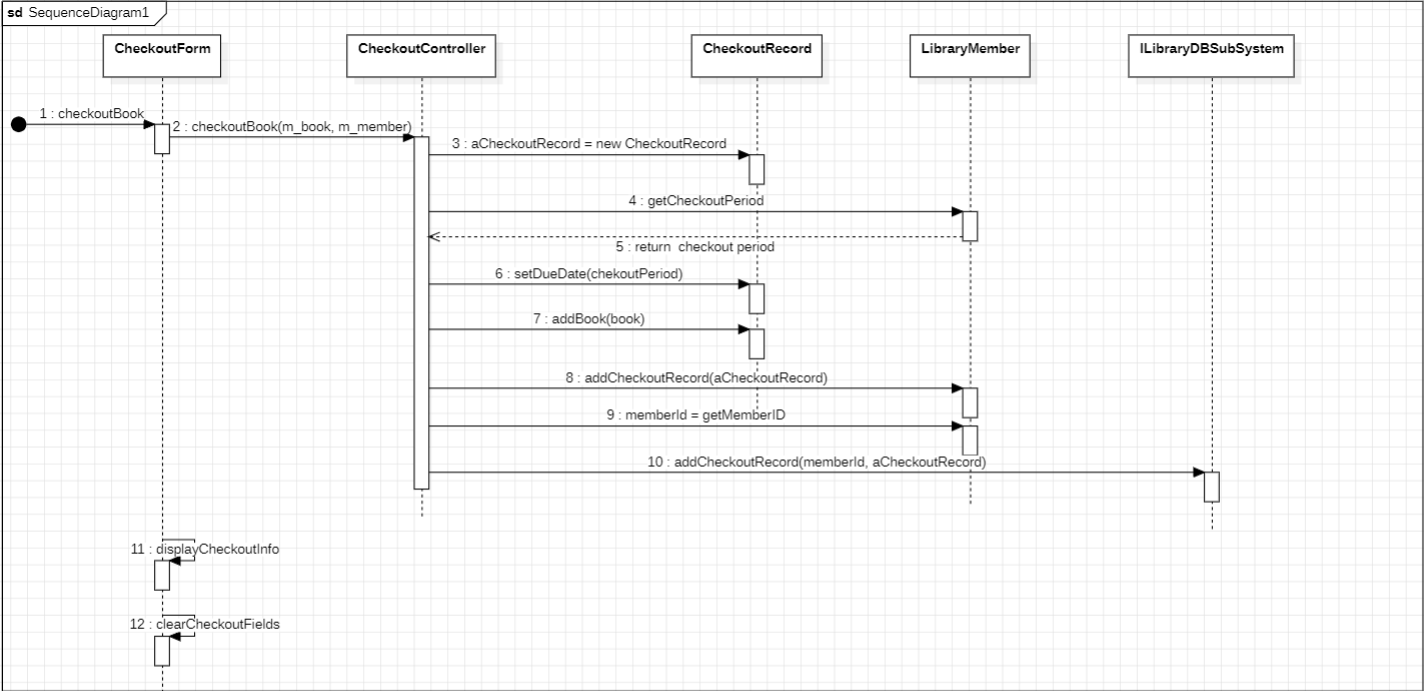 sd SequenceDiagram1
CheckoutForm
CheckoutController
CheckoutRecord
LibraryMember
ILibraryDBSubSystem
1 : checkoutBook
2 : checkoutBook(m_book, m_member)
3 : aCheckoutRecord = new CheckoutRecord
4 : getCheckoutPeriod
5 : return  checkout period
6 : setDueDate(chekoutPeriod)
7 : addBook(book)
8 : addCheckoutRecord(aCheckoutRecord)
9 : memberId = getMemberID
10 : addCheckoutRecord(memberId, aCheckoutRecord)
11 : displayCheckoutInfo
12 : clearCheckoutFields